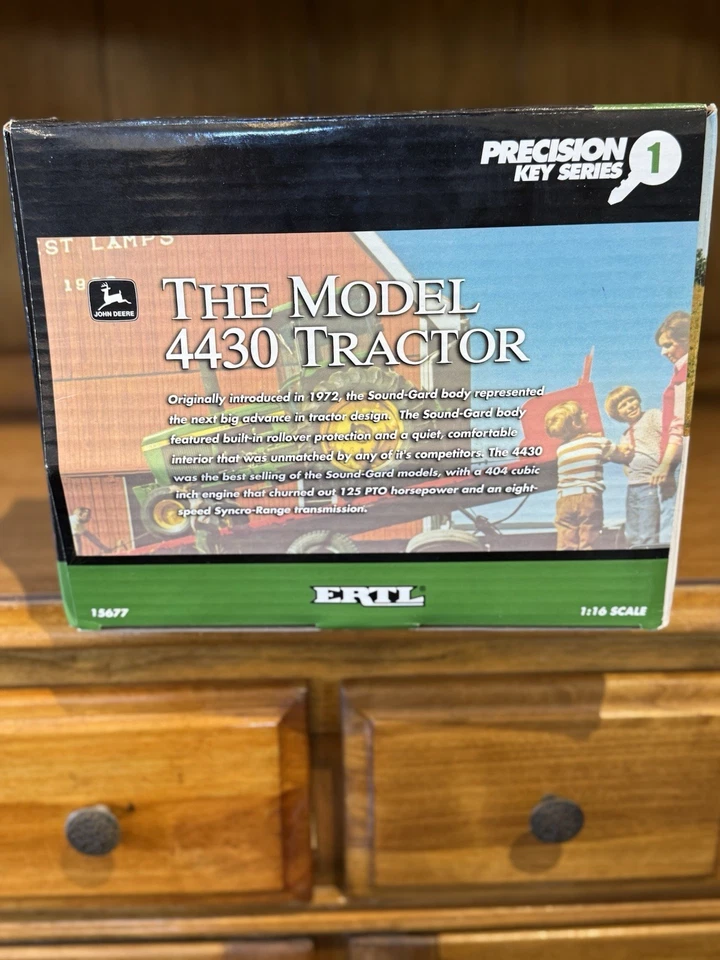 PRECISION
KEY SERIES
1
ST LAMPS
19
JOHN DEERE
THE MODEL
4430 TRACTOR
Originally introduced in 1972, the Sound-Gard body represented
the next big advance in tractor design. The Sound-Gard body
featured built-in rollover protection and a quiet, comfortable
interior that was unmatched by any of it's competitors. The 4430
was the best selling of the Sound-Gard models, with a 404 cubic
inch engine that churned out 125 PTO horsepower and an eight-
speed Syncro-Range transmission.
ERTL®
15677
1:16 SCALE